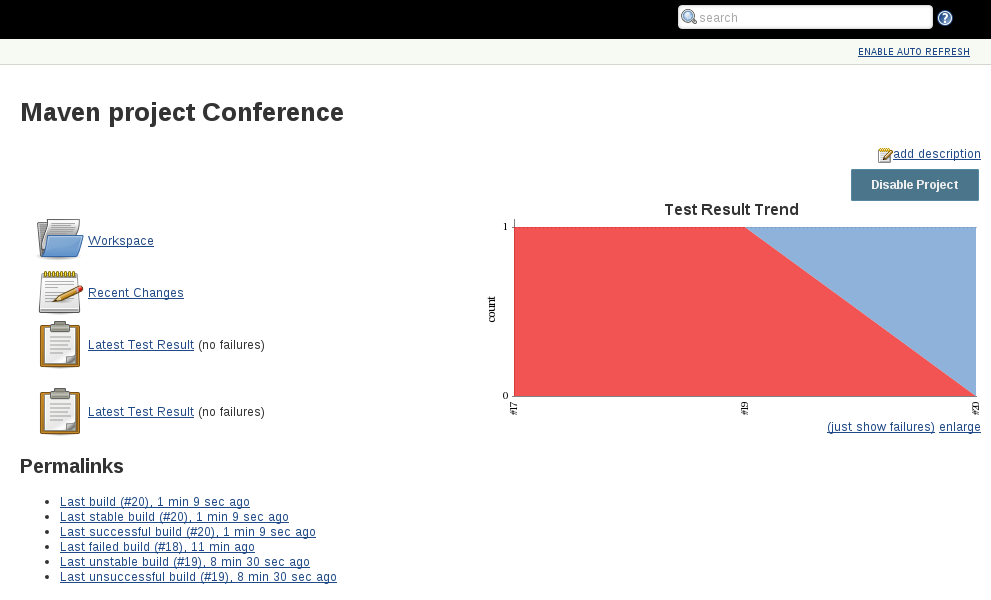 search
ENABLE AUTO REFRESH
Maven project Conference
add description
Disable Project
Test Result Trend
Workspace
Recent Changes
Latest Test Result (no failures)
Latest Test Result (no failures)
1
count
0
#17
#19
#20
(just show failures) enlarge
Permalinks
Last build (#20), 1 min 9 sec ago
Last stable build (#20), 1 min 9 sec ago
Last successful build (#20), 1 min 9 sec ago
Last failed build (#18), 11 min ago
Last unstable build (#19), 8 min 30 sec ago
Last unsuccessful build (#19), 8 min 30 sec ago